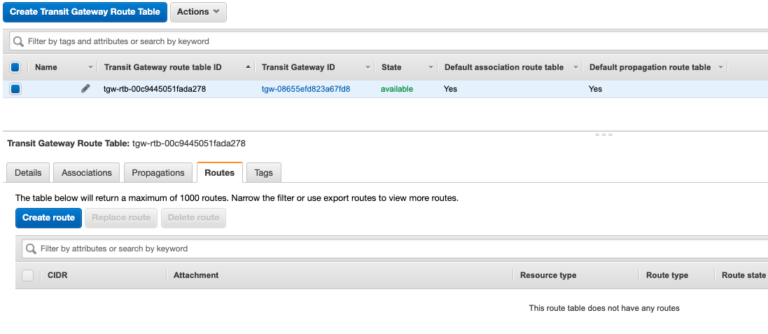 Create Transit Gateway Route Table Actions
Filter by tags and attributes or search by keyword
Name Transit Gateway route table ID Transit Gateway ID State Default association route table Default propagation route table
tgw-rtb-00c9445051fada278 tgw-08655efd823a67fd8 available Yes Yes
Transit Gateway Route Table: tgw-rtb-00c9445051fada278
Details Associations Propagations Routes Tags
The table below will return a maximum of 1000 routes. Narrow the filter or use export routes to view more routes.
Create route Replace route Delete route
Filter by attributes or search by keyword
CIDR Attachment Resource type Route type Route state
This route table does not have any routes